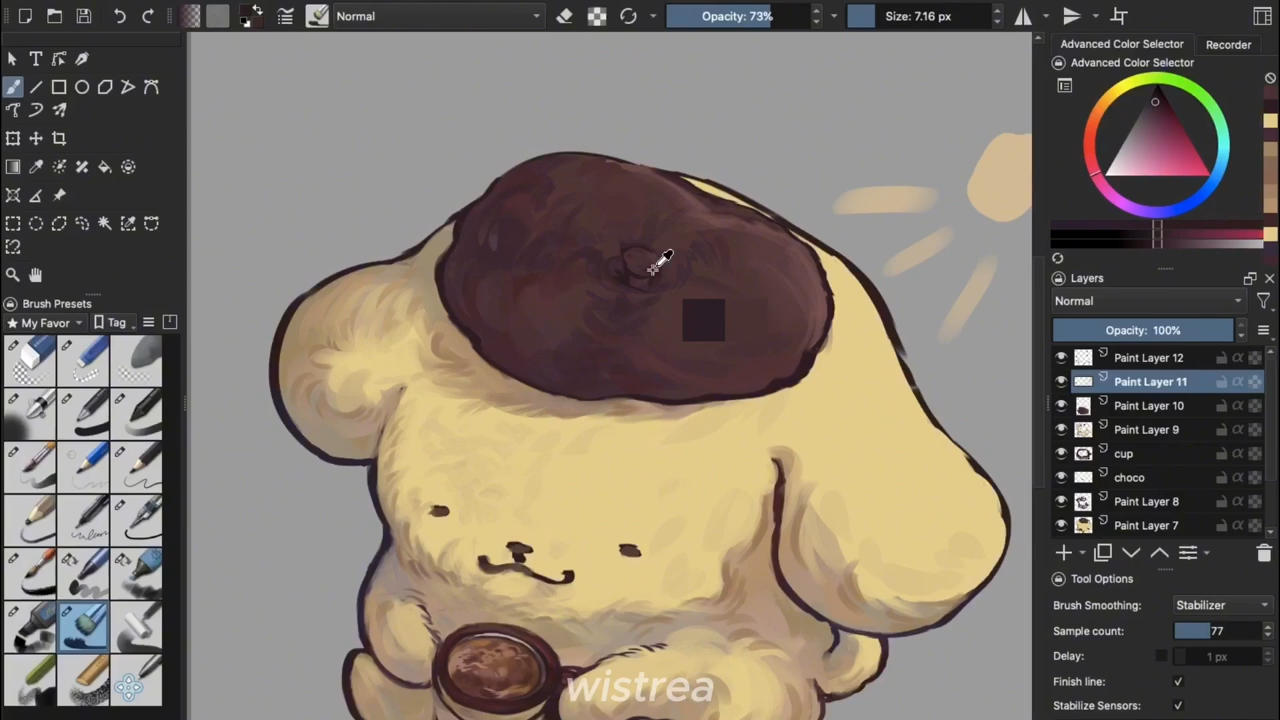 Normal
Opacity: 73%
Size: 7.16 px
Advanced Color Selector
Recorder
Advanced Color Selector
Layers
Normal
Opacity: 100%
Paint Layer 12
Paint Layer 11
Paint Layer 10
Paint Layer 9
cup
choco
Paint Layer 8
Paint Layer 7
Tool Options
Brush Smoothing:
Stabilizer
Sample count:
77
Delay:
1 px
Finish line:
Stabilize Sensors:
Brush Presets
My Favor
Tag
wistrea